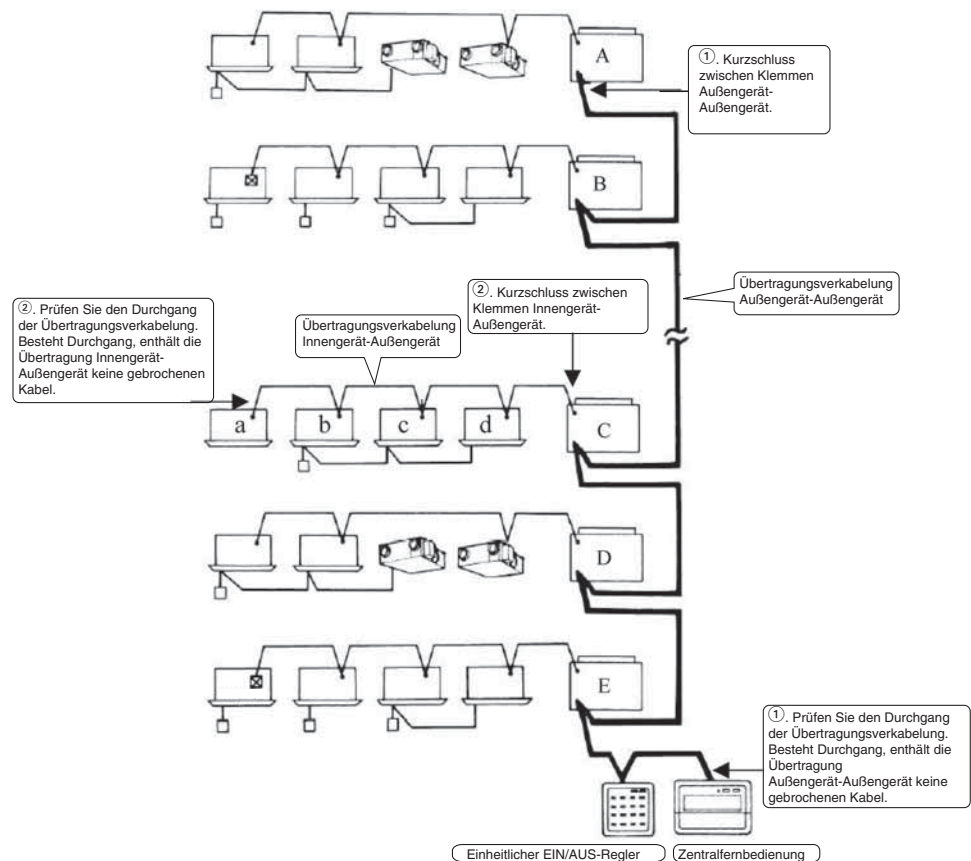 A
①. Kurzschluss
zwischen Klemmen
Außengerät-
Außengerät.
B
Übertragungsverkabelung
Außengerät-Außengerät
②. Prüfen Sie den Durchgang
der Übertragungsverkabelung.
Besteht Durchgang, enthält die
Übertragung Innengerät-
Außengerät keine gebrochenen
Kabel.
Übertragungsverkabelung
Innengerät-Außengerät
②. Kurzschluss zwischen
Klemmen Innengerät-
Außengerät.
a
b
c
d
C
D
E
①. Prüfen Sie den Durchgang
der Übertragungsverkabelung.
Besteht Durchgang, enthält die
Übertragung
Außengerät-Außengerät keine
gebrochenen Kabel.
Einheitlicher EIN/AUS-Regler
Zentralfernbedienung